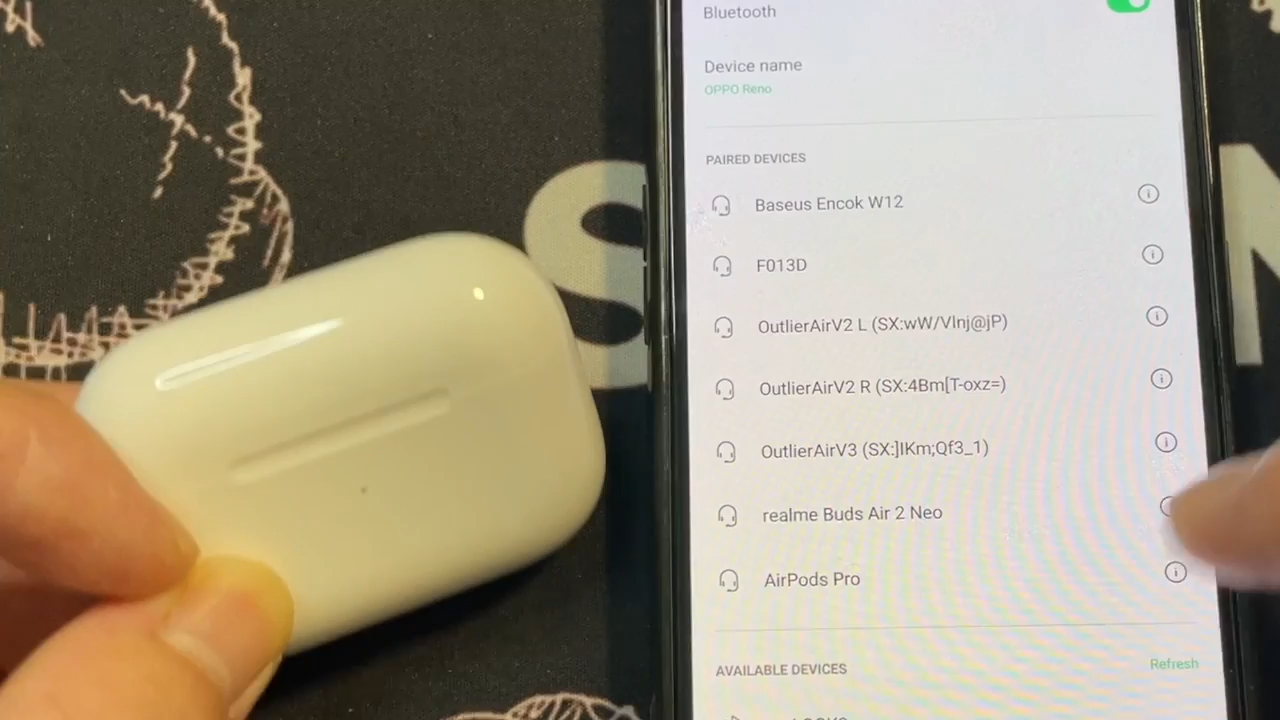 Bluetooth
Device name
OPPO Reno
PAIRED DEVICES
Baseus Encok W12
F013D
OutlierAirV2 L (SX:wW/VInj@jP)
OutlierAirV2 R (SX:4Bm[T-oxz=)
OutlierAirV3 (SX:]IKm;Qf3_1)
realme Buds Air 2 Neo
AirPods Pro
AVAILABLE DEVICES
Refresh
S